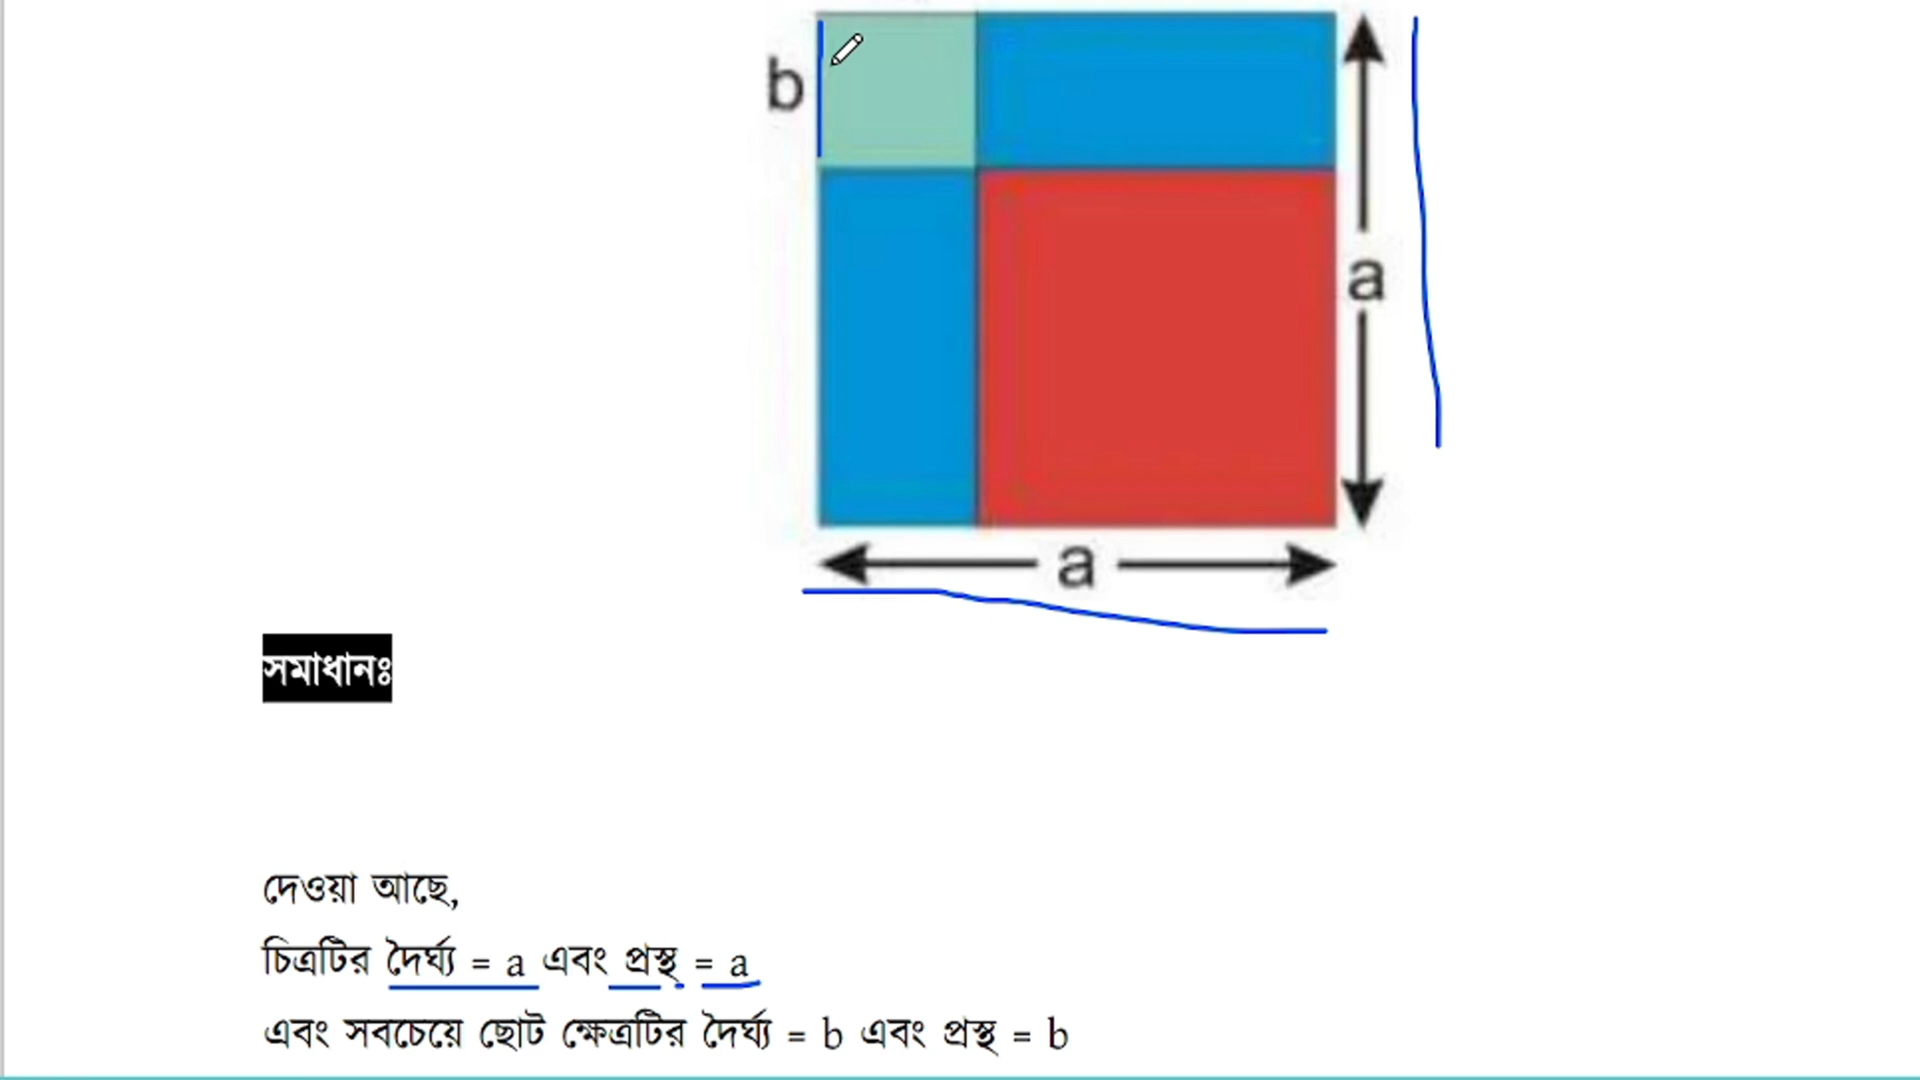 b
a
a
সমাধানঃ
দেওয়া আছে,
চিত্রটির দৈর্ঘ্য = a এবং প্রস্থ = a
এবং সবচেয়ে ছোট ক্ষেত্রটির দৈর্ঘ্য = b এবং প্রস্থ = b